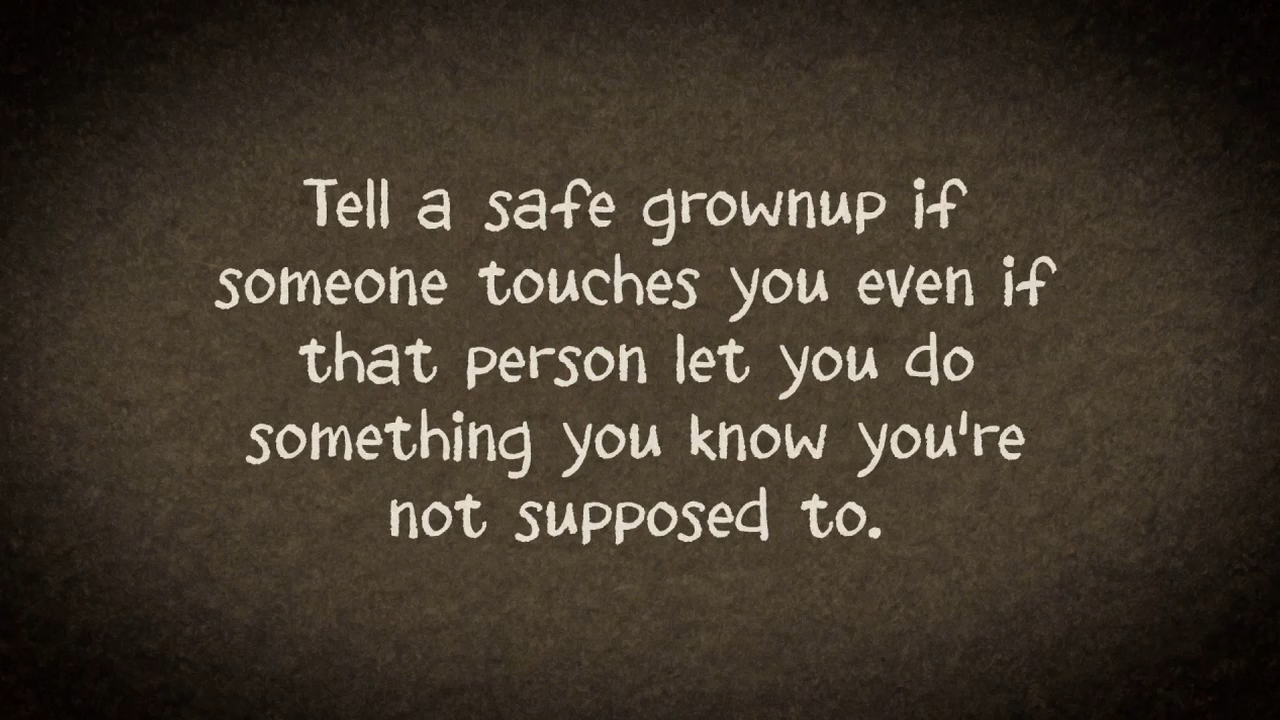 Tell a safe grownup if
someone touches you even if
that person let you do
something you know you're
not supposed to.